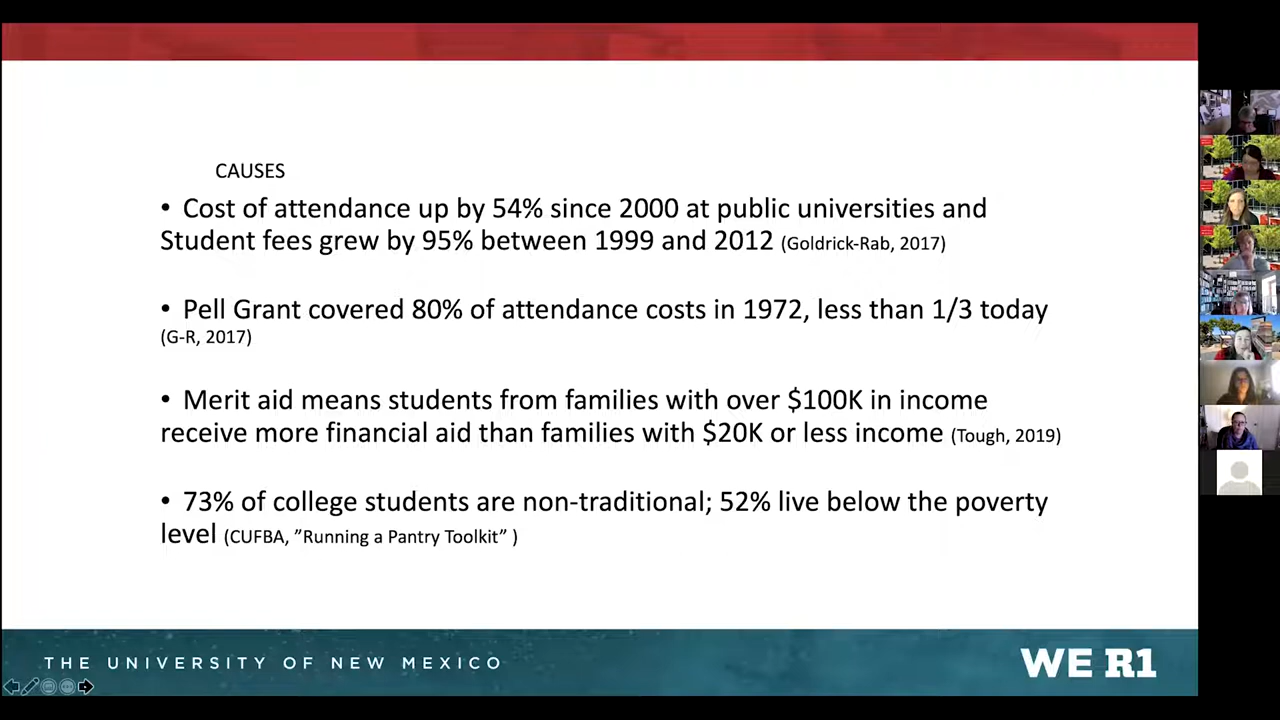 CAUSES
• Cost of attendance up by 54% since 2000 at public universities and
Student fees grew by 95% between 1999 and 2012 (Goldrick-Rab, 2017)
• Pell Grant covered 80% of attendance costs in 1972, less than 1/3 today
(G-R, 2017)
• Merit aid means students from families with over $100K in income
receive more financial aid than families with $20K or less income (Tough, 2019)
• 73% of college students are non-traditional; 52% live below the poverty
level (CUFBA, ”Running a Pantry Toolkit” )
THE UNIVERSITY OF NEW MEXICO
WE R1